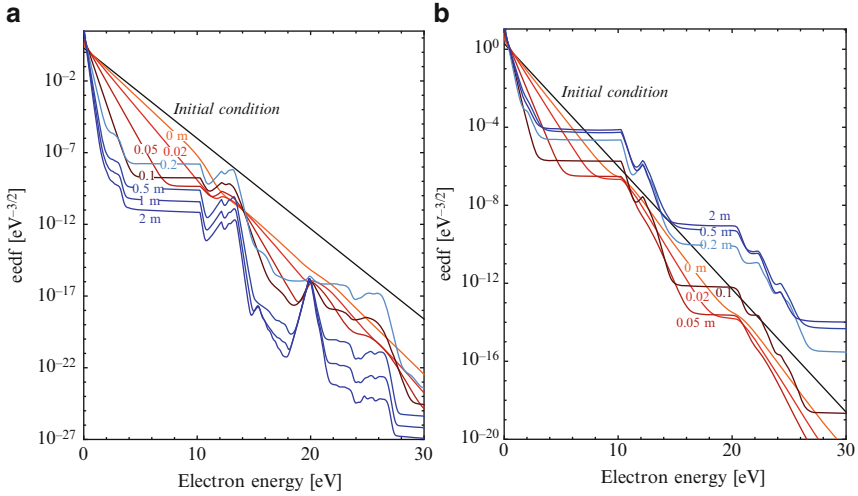 a
eedf [eV⁻³/²]
10⁻²
10⁻⁷
10⁻¹²
10⁻¹⁷
10⁻²²
10⁻²⁷
Initial condition
0 m
0.05 0.02
0.2
0.1
0.5 m
1 m
2 m
0 10 20 30
Electron energy [eV]
b
eedf [eV⁻³/²]
10⁰
10⁻⁴
10⁻⁸
10⁻¹²
10⁻¹⁶
10⁻²⁰
Initial condition
2 m
0.5 m
0.2 m
0 m
0.1
0.02
0.05 m
0 10 20 30
Electron energy [eV]